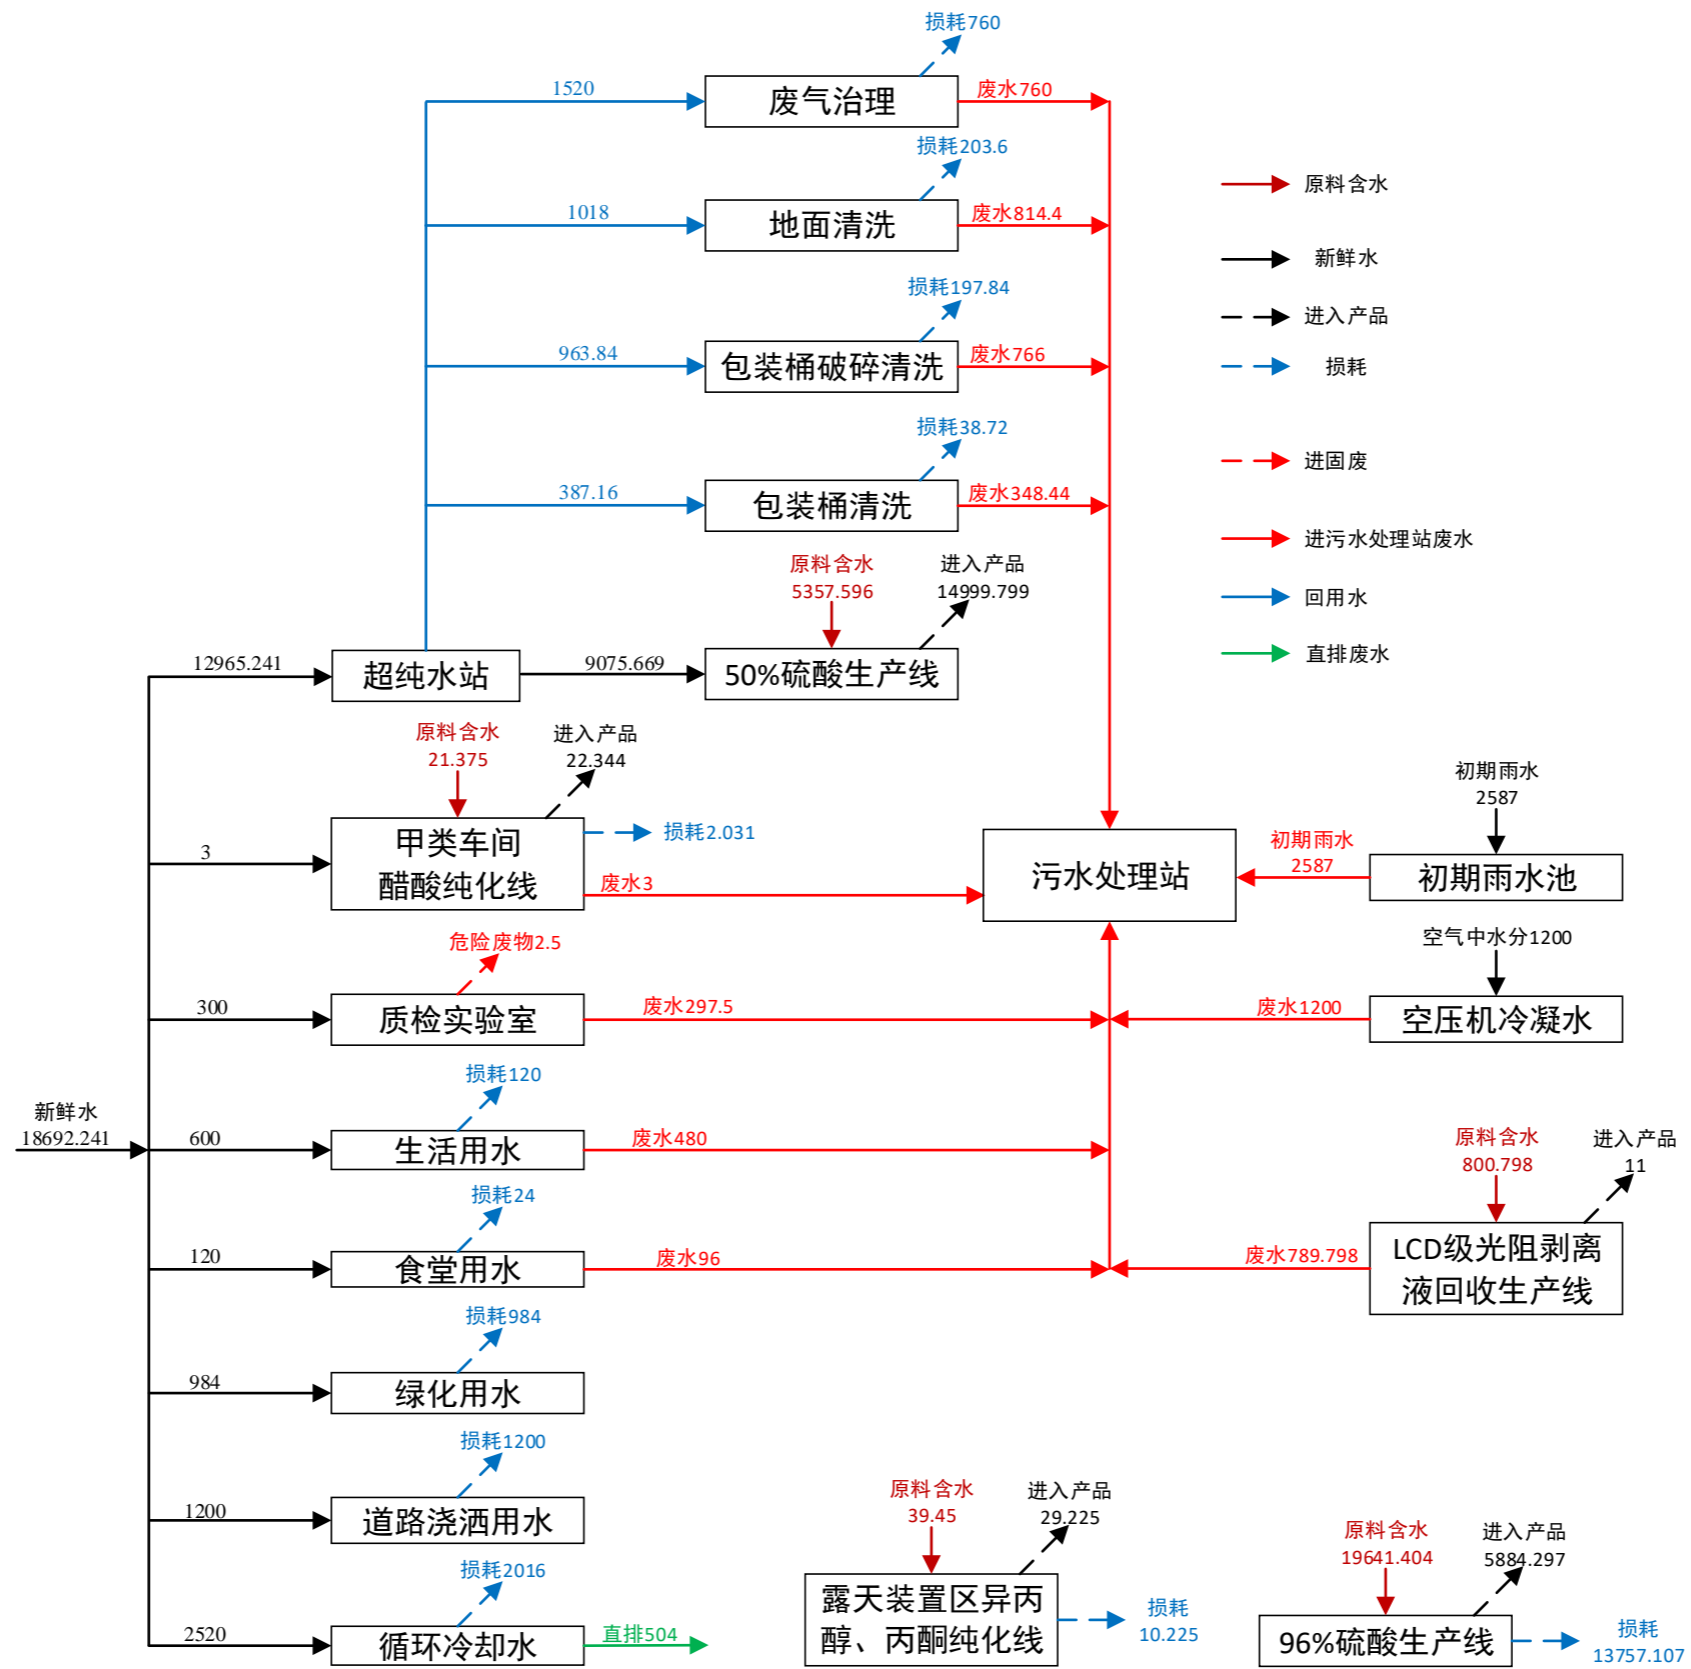 损耗760
1520
废气治理
废水760
损耗203.6
1018
地面清洗
废水814.4
损耗197.84
963.84
包装桶破碎清洗
废水766
损耗38.72
387.16
包装桶清洗
废水348.44
原料含水
新鲜水
进入产品
损耗
进固废
进污水处理站废水
回用水
直排废水
原料含水
5357.596
进入产品
14999.799
12965.241
超纯水站
9075.669
50%硫酸生产线
原料含水
21.375
进入产品
22.344
3
甲类车间
醋酸纯化线
损耗2.031
废水3
污水处理站
初期雨水
2587
初期雨水
2587
初期雨水池
危险废物2.5
300
质检实验室
废水297.5
空气中水分1200
废水1200
空压机冷凝水
新鲜水
18692.241
损耗120
600
生活用水
废水480
损耗24
120
食堂用水
废水96
原料含水
800.798
进入产品
11
废水789.798
LCD级光阻剥离
液回收生产线
损耗984
984
绿化用水
损耗1200
1200
道路浇洒用水
损耗2016
2520
循环冷却水
直排504
原料含水
39.45
进入产品
29.225
露天装置区异丙
醇、丙酮纯化线
损耗
10.225
原料含水
19641.404
进入产品
5884.297
96%硫酸生产线
损耗
13757.107